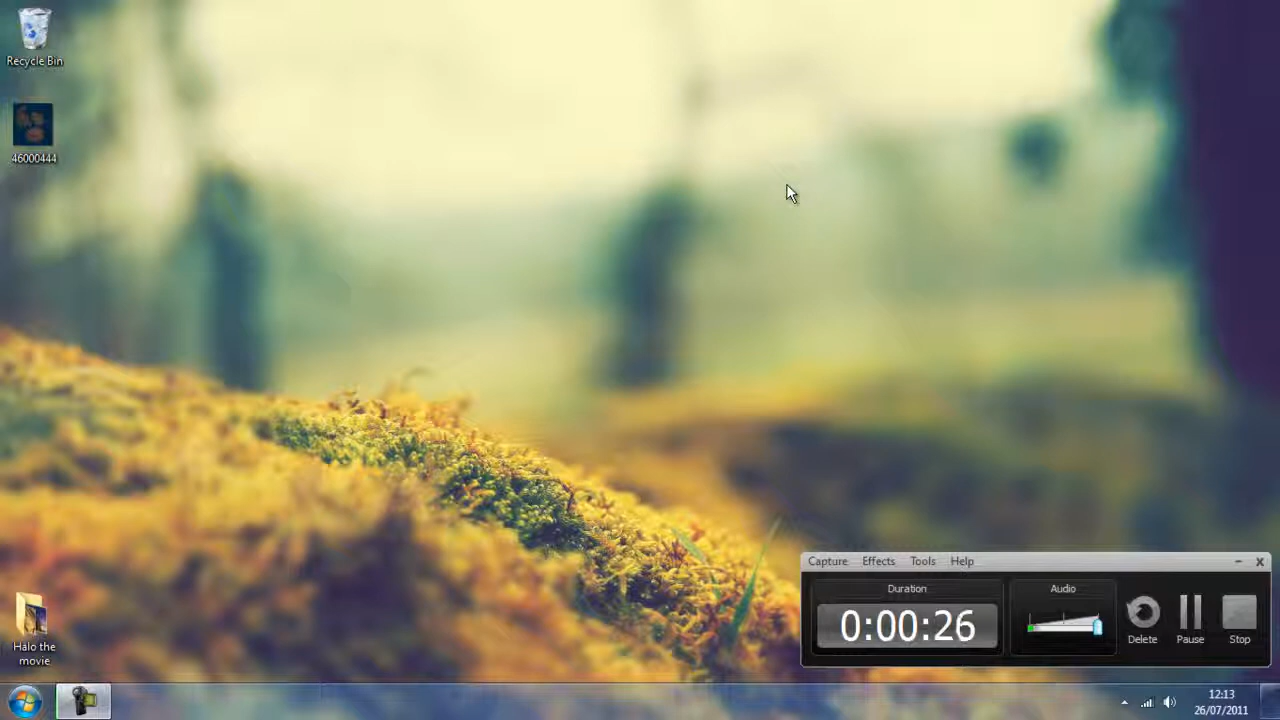 Recycle Bin
46000444
Halo the
movie
Capture Effects Tools Help
Duration
0:00:26
Audio
Delete Pause Stop
12:13
26/07/2011